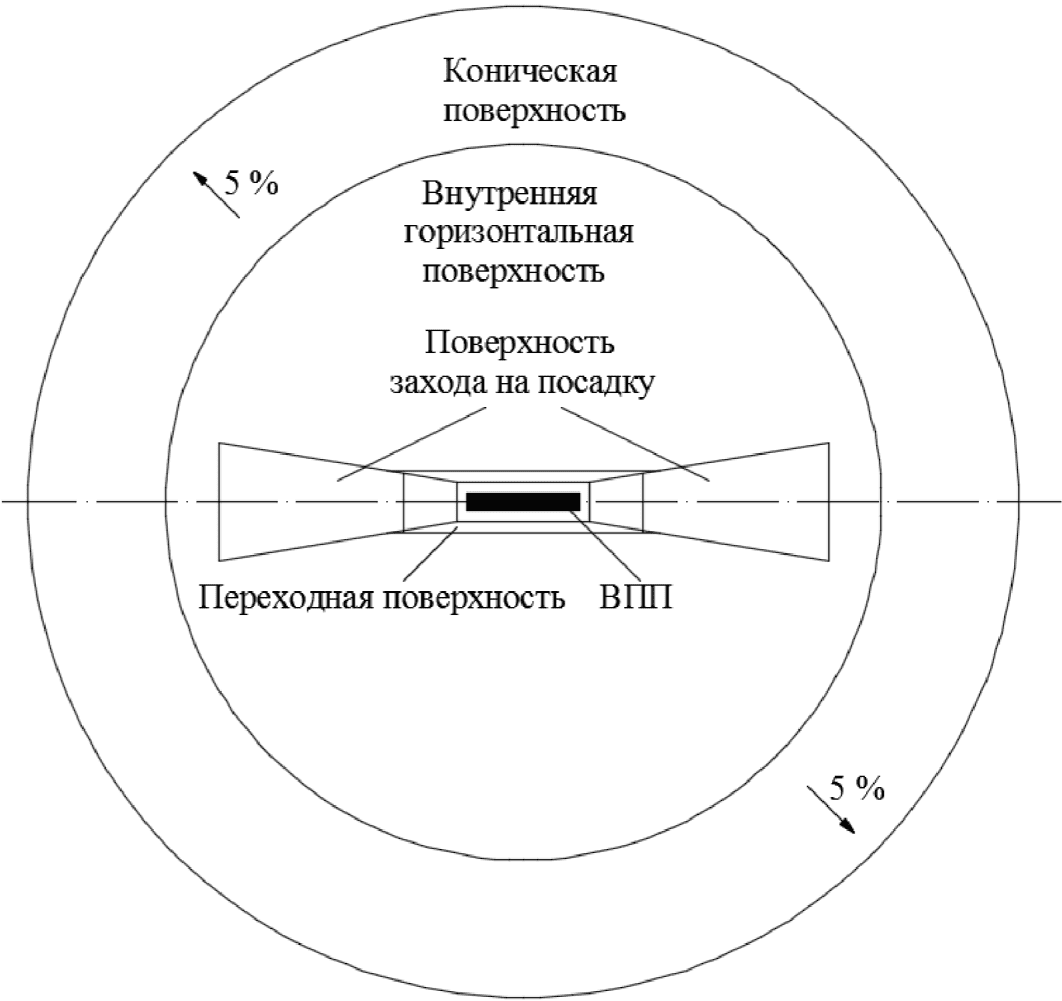 Коническая
поверхность
5 %
Внутренняя
горизонтальная
поверхность
Поверхность
захода на посадку
Переходная поверхность
ВПП
5 %